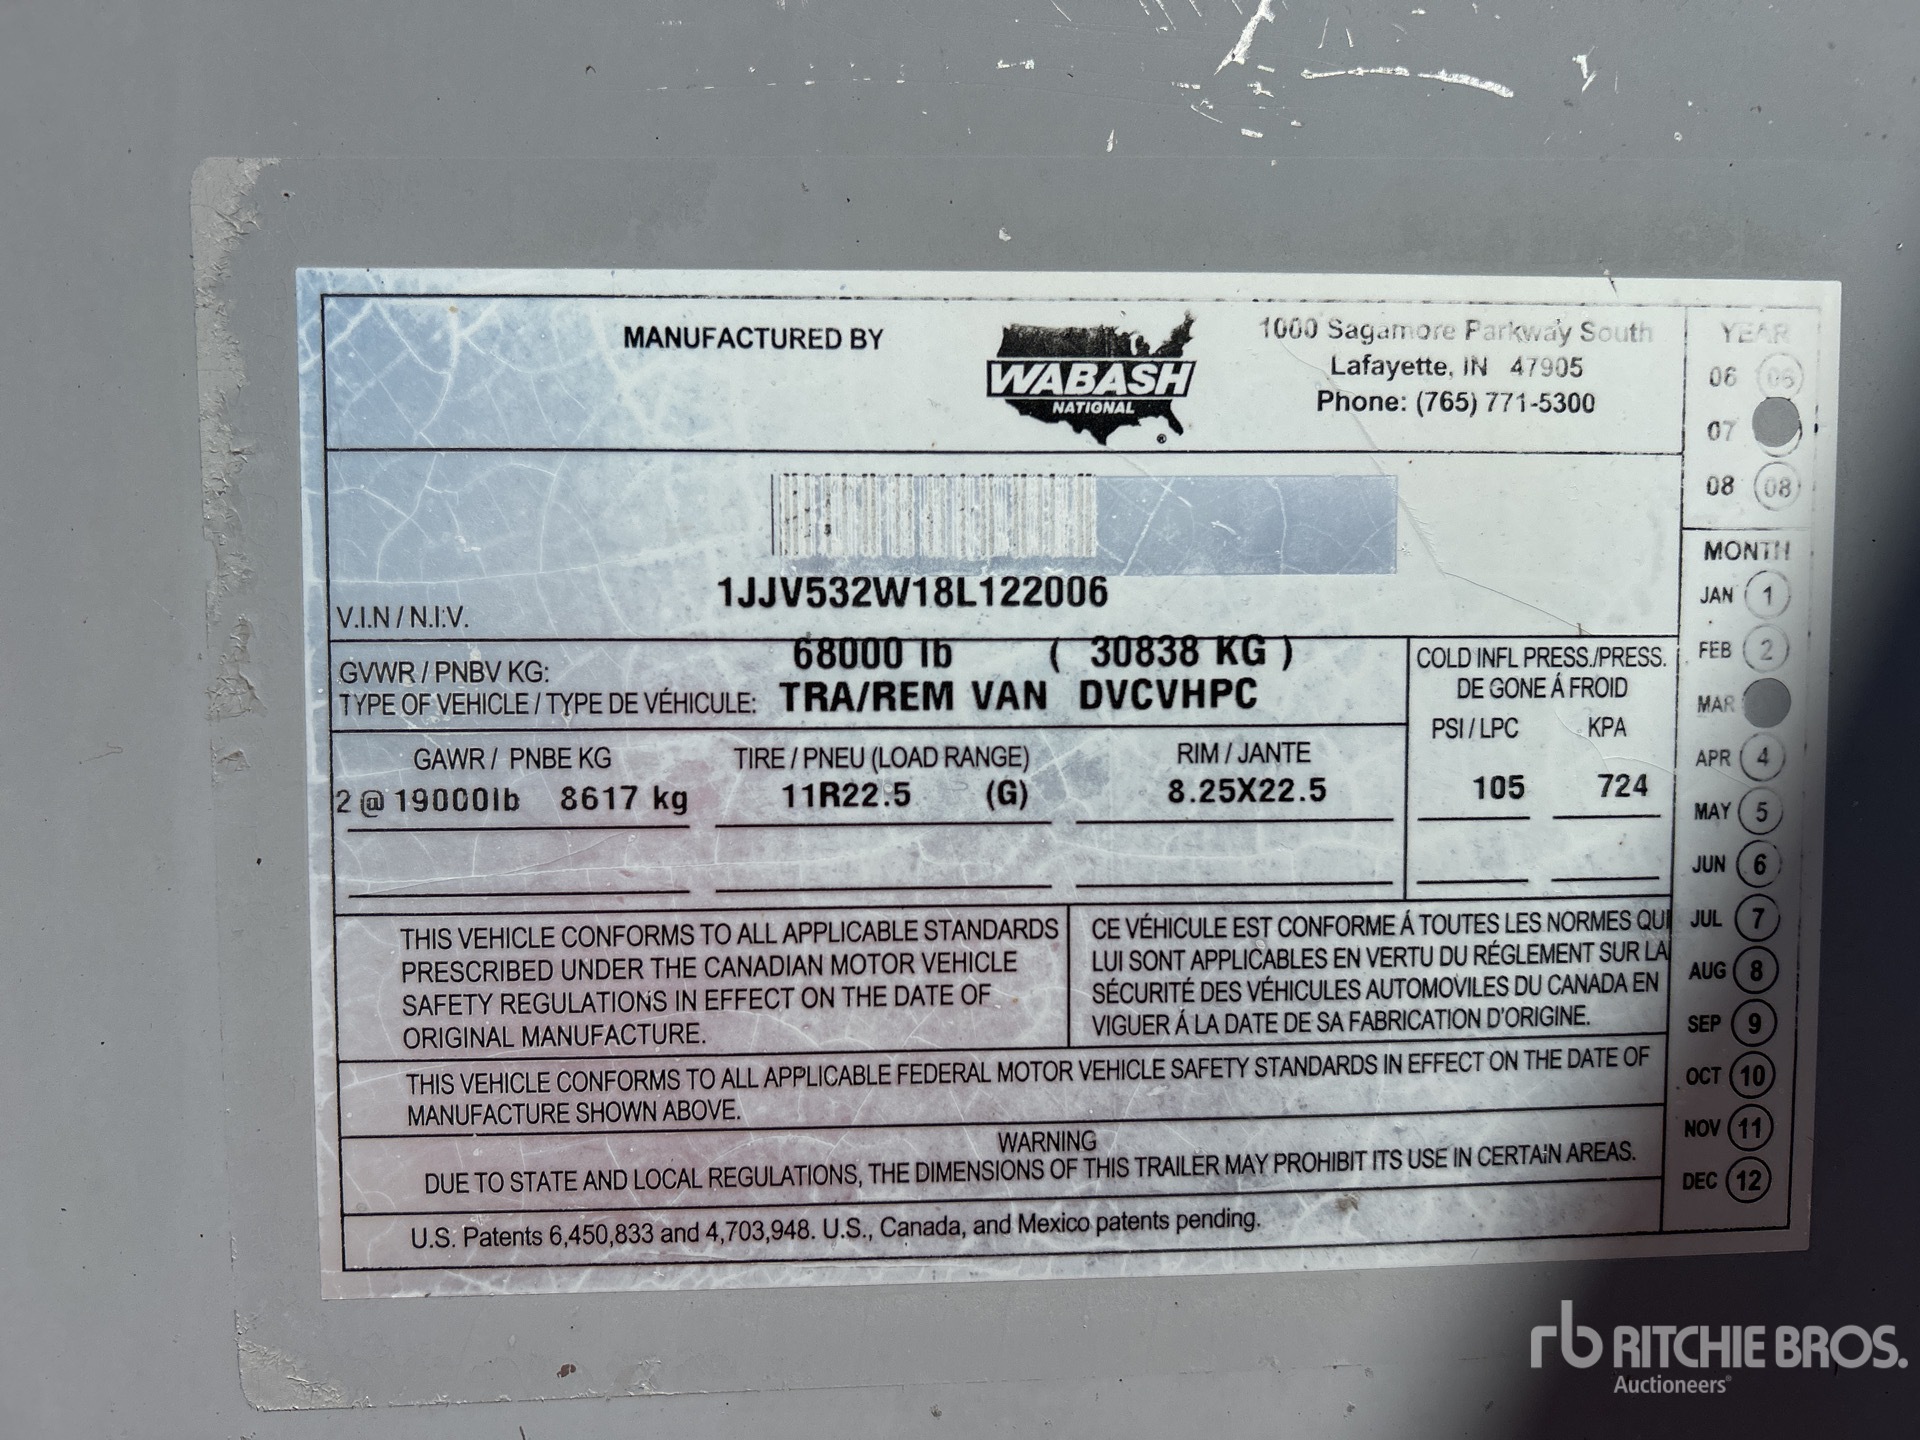 MANUFACTURED BY
WABASH
NATIONAL
®
1000 Sagamore Parkway South
Lafayette, IN 47905
Phone: (765) 771-5300
YEAR
06 06
07
08 08
1JJV532W18L122006
V.I.N / N.I.V.
GVWR / PNBV KG: 68000 lb ( 30838 KG )
TYPE OF VEHICLE / TYPE DE VÉHICULE: TRA/REM VAN DVCVHPC
COLD INFL PRESS./PRESS.
DE GONE Á FROID
PSI / LPC KPA
105 724
GAWR / PNBE KG TIRE / PNEU (LOAD RANGE) RIM / JANTE
2 @ 19000lb 8617 kg 11R22.5 (G) 8.25X22.5
MONTH
JAN 1
FEB 2
MAR
APR 4
MAY 5
JUN 6
JUL 7
AUG 8
SEP 9
OCT 10
NOV 11
DEC 12
THIS VEHICLE CONFORMS TO ALL APPLICABLE STANDARDS
PRESCRIBED UNDER THE CANADIAN MOTOR VEHICLE
SAFETY REGULATIONS IN EFFECT ON THE DATE OF
ORIGINAL MANUFACTURE.
CE VÉHICULE EST CONFORME Á TOUTES LES NORMES QUI
LUI SONT APPLICABLES EN VERTU DU RÉGLEMENT SUR LA
SÉCURITÉ DES VÉHICULES AUTOMOVILES DU CANADA EN
VIGUER Á LA DATE DE SA FABRICATION D'ORIGINE.
THIS VEHICLE CONFORMS TO ALL APPLICABLE FEDERAL MOTOR VEHICLE SAFETY STANDARDS IN EFFECT ON THE DATE OF
MANUFACTURE SHOWN ABOVE.
WARNING
DUE TO STATE AND LOCAL REGULATIONS, THE DIMENSIONS OF THIS TRAILER MAY PROHIBIT ITS USE IN CERTAIN AREAS.
U.S. Patents 6,450,833 and 4,703,948. U.S., Canada, and Mexico patents pending.
rb RITCHIE BROS.
Auctioneers®